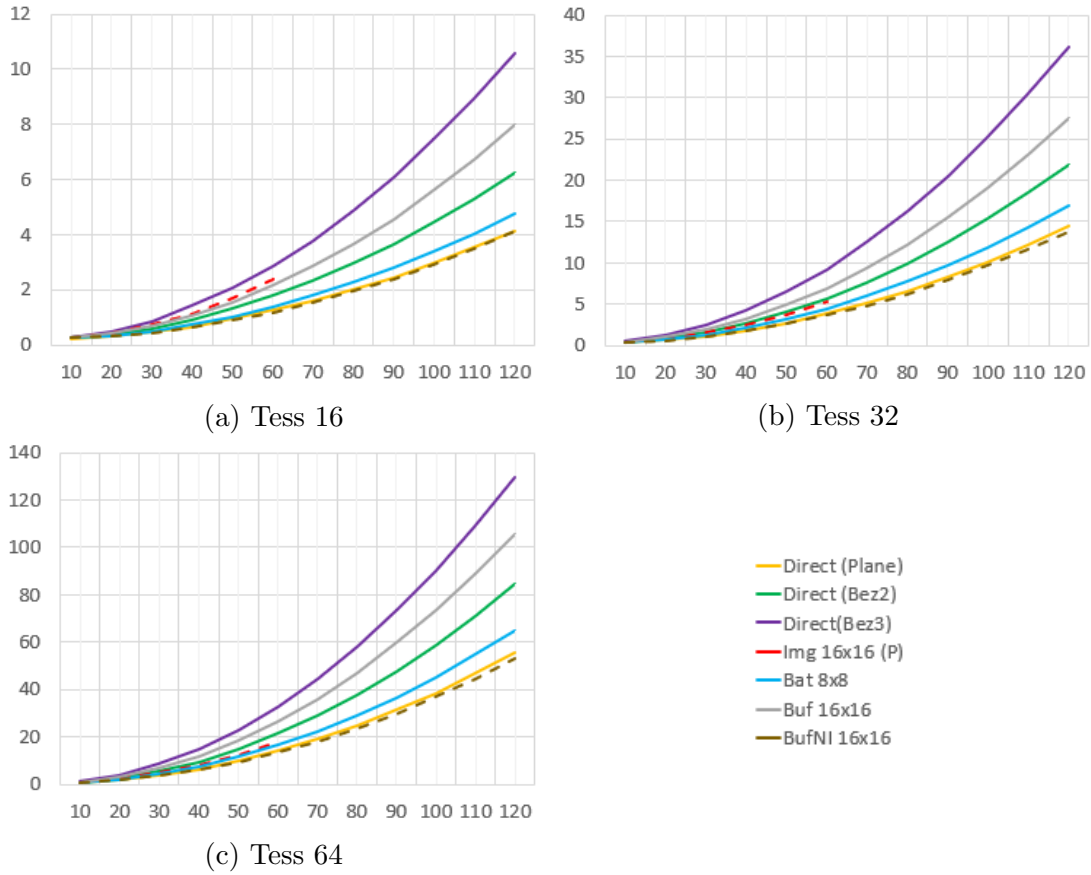 12
10
8
6
4
2
0
10 20 30 40 50 60 70 80 90 100 110 120
(a) Tess 16
40
35
30
25
20
15
10
5
0
10 20 30 40 50 60 70 80 90 100 110 120
(b) Tess 32
140
120
100
80
60
40
20
0
10 20 30 40 50 60 70 80 90 100 110 120
(c) Tess 64
Direct (Plane)
Direct (Bez2)
Direct(Bez3)
Img 16x16 (P)
Bat 8x8
Buf 16x16
BufNI 16x16